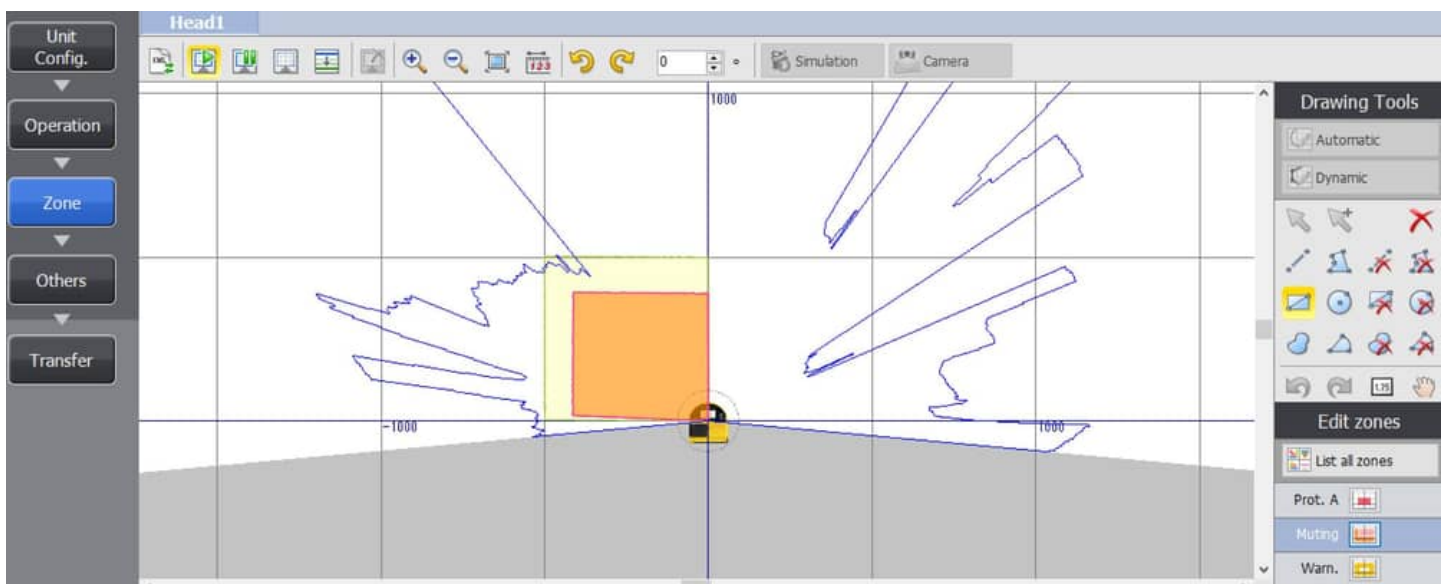 Head1
Unit
Config.
Operation
Zone
Others
Transfer
123
0
°
Simulation
Camera
1000
-1000
1000
Drawing Tools
Automatic
Dynamic
Edit zones
List all zones
Prot. A
Muting
Warn.